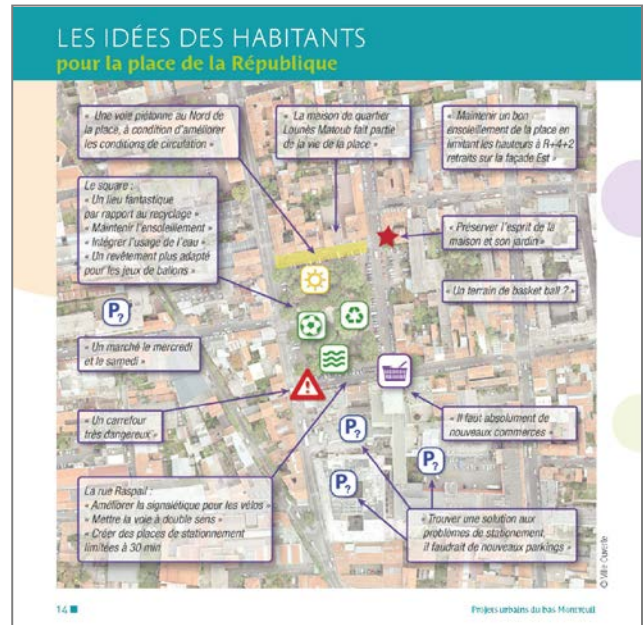 LES IDÉES DES HABITANTS
pour la place de la République
« Une voie piétonne au Nord de
la place, à condition d'améliorer
les conditions de circulation »
« La maison de quartier
Lounès Matoub fait partie
de la vie de la place »
« Maintenir un bon
ensoleillement de la place en
limitant les hauteurs à R+4+2
retraits sur la façade Est »
Le square :
« Un lieu fantastique
par rapport au recyclage »
« Maintenir l'ensoleillement »
« Intégrer l'usage de l'eau »
« Un revêtement plus adapté
pour les jeux de ballons »
« Préserver l'esprit de la
maison et son jardin »
« Un terrain de basket ball ? »
P?
« Un marché le mercredi
et le samedi »
« Un carrefour
très dangereux »
« Il faut absolument de
nouveaux commerces »
P?
P?
P?
La rue Raspail :
« Améliorer la signalétique pour les vélos »
« Mettre la voie à double sens »
« Créer des places de stationnement
limitées à 30 min
« Trouver une solution aux
problèmes de stationement,
il faudrait de nouveaux parkings »
14
Projets urbains du bas Montreuil